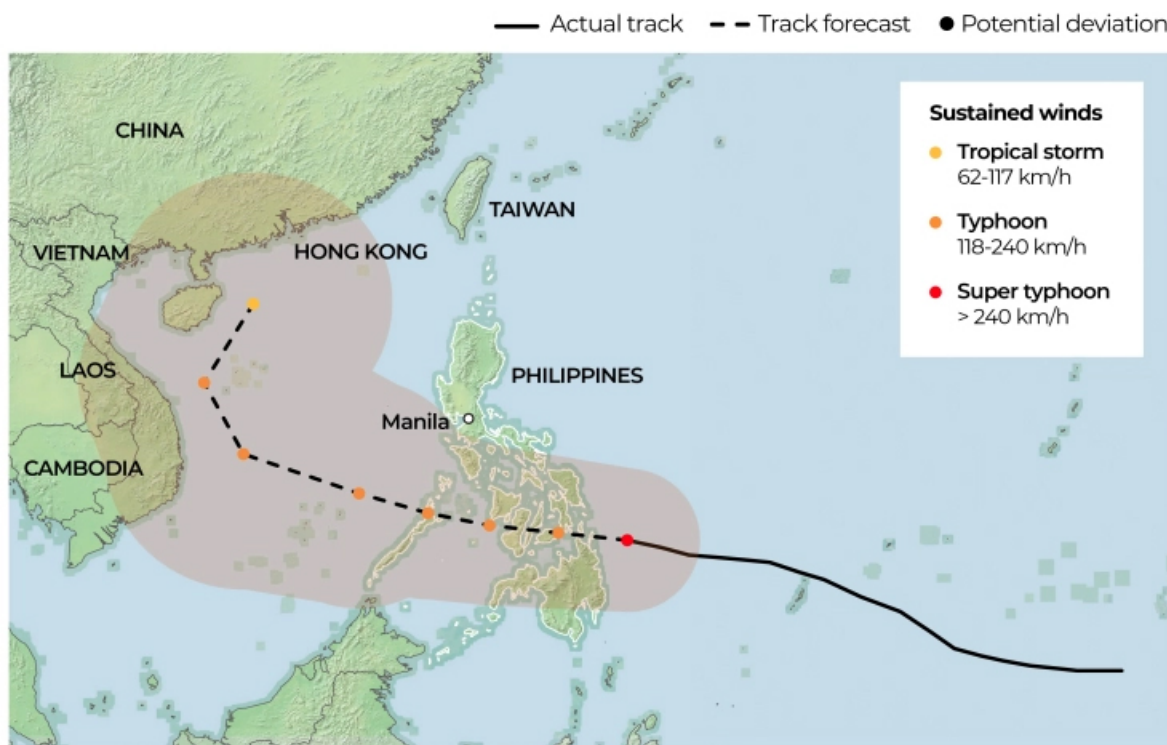 Actual track
Track forecast
Potential deviation
Sustained winds
Tropical storm
62-117 km/h
Typhoon
118-240 km/h
Super typhoon
> 240 km/h
CHINA
TAIWAN
VIETNAM
HONG KONG
LAOS
PHILIPPINES
Manila
CAMBODIA